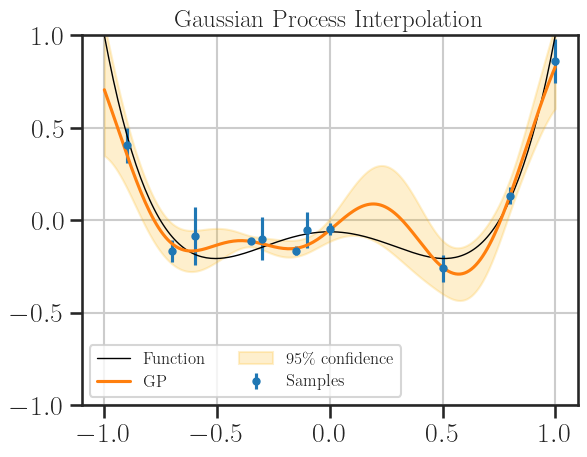 Gaussian Process Interpolation
1.0
0.5
0.0
−0.5
−1.0
Function
GP
95% confidence
Samples
−1.0 −0.5 0.0 0.5 1.0